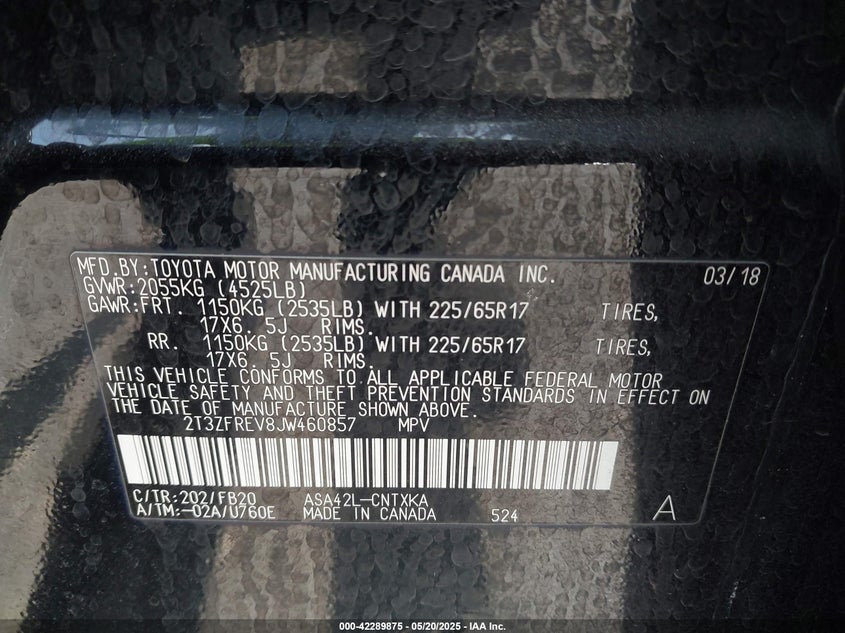 MFD.BY:TOYOTA MOTOR MANUFACTURING CANADA INC. 03/18
GVWR:2055KG (4525LB)
GAWR:FRT. 1150KG (2535LB) WITH 225/65R17 TIRES,
17X6. 5J RIMS.
RR. 1150KG (2535LB) WITH 225/65R17 TIRES,
17X6. 5J RIMS.
THIS VEHICLE CONFORMS TO ALL APPLICABLE FEDERAL MOTOR
VEHICLE SAFETY AND THEFT PREVENTION STANDARDS IN EFFECT ON
THE DATE OF MANUFACTURE SHOWN ABOVE.
2T3ZFREV8JW460857 MPV
C/TR:202/FB20 ASA42L-CNTXKA
A/TM:-02A/U760E MADE IN CANADA 524 A
000-42289875 — 05/20/2025 — IAA Inc.